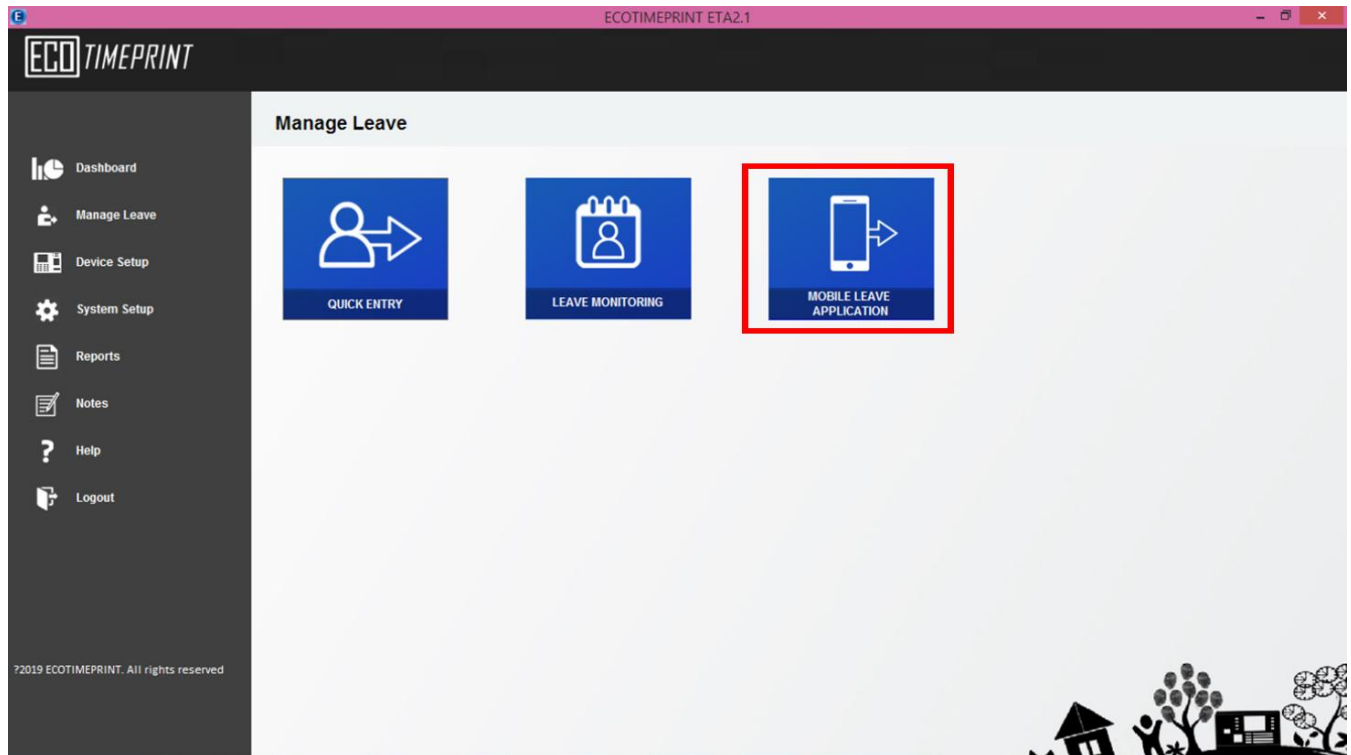 E
ECOTIMEPRINT ETA2.1
ECO TIMEPRINT
Manage Leave
Dashboard
Manage Leave
Device Setup
System Setup
Reports
Notes
Help
Logout
QUICK ENTRY
LEAVE MONITORING
MOBILE LEAVE
APPLICATION
?2019 ECOTIMEPRINT. All rights reserved